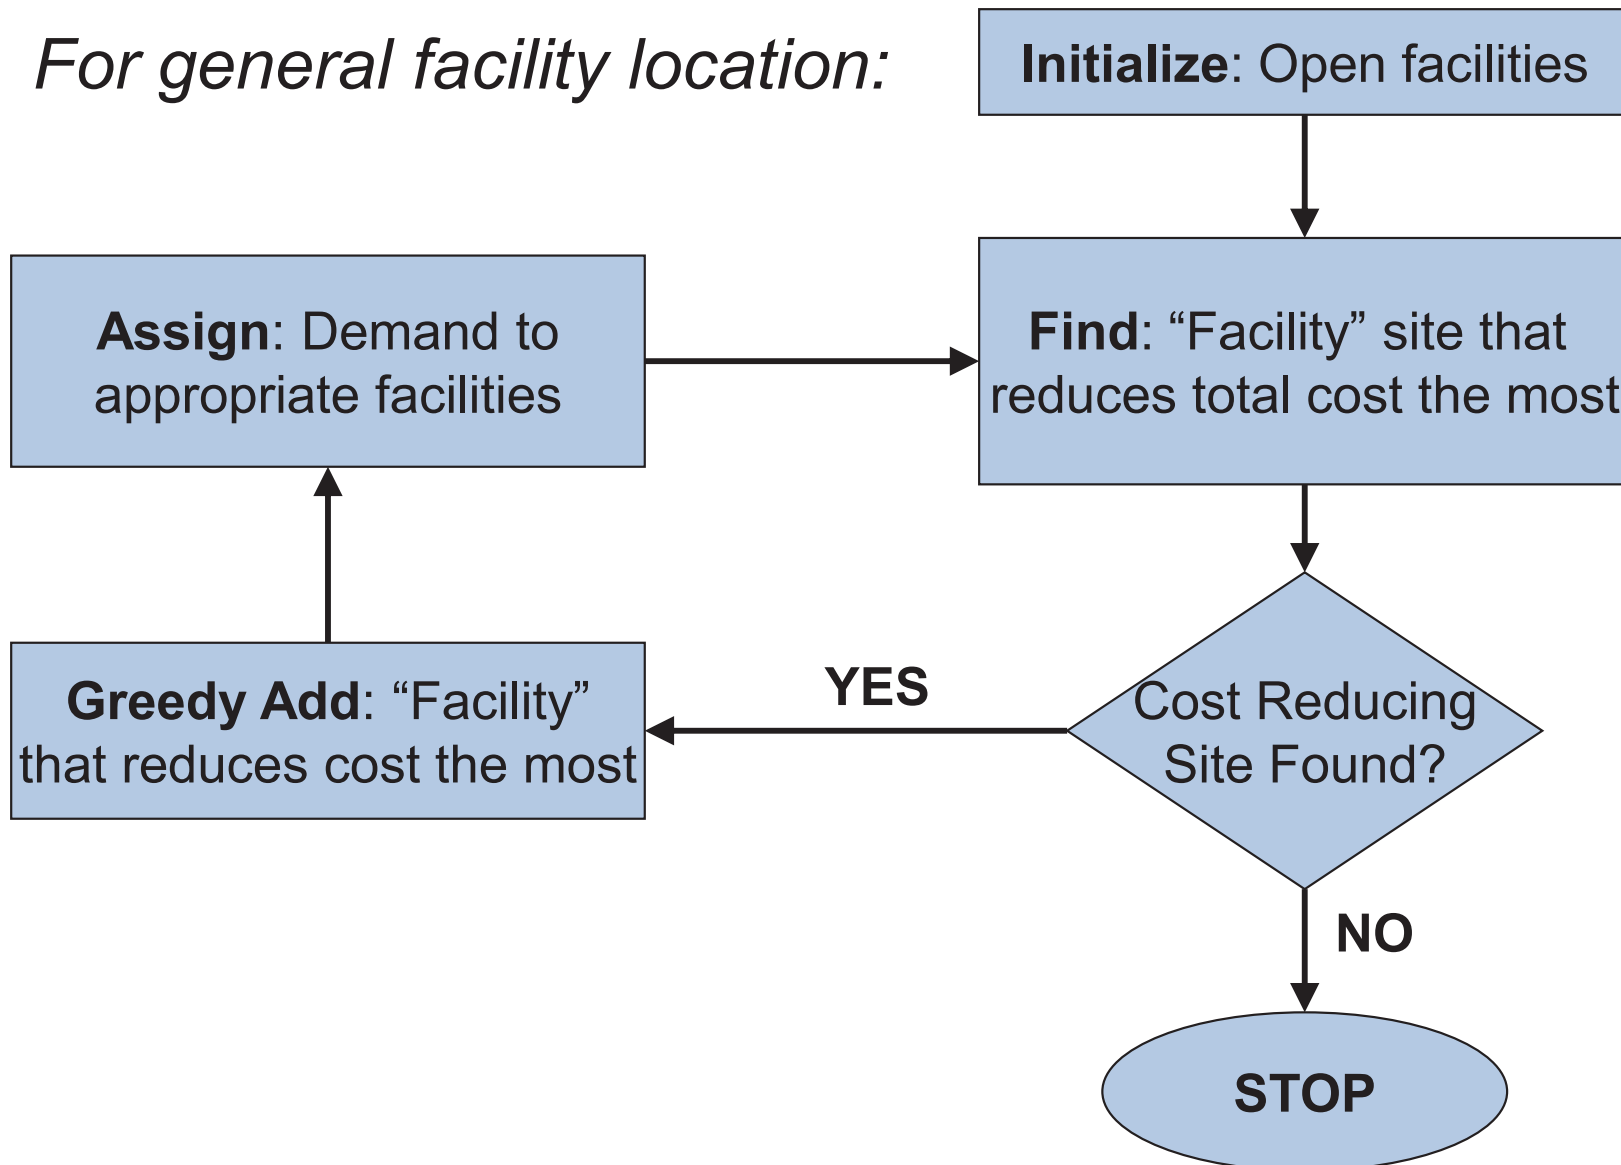 For general facility location:
Initialize: Open facilities
Find: “Facility” site that
reduces total cost the most
Cost Reducing
Site Found?
YES
Greedy Add: “Facility”
that reduces cost the most
Assign: Demand to
appropriate facilities
NO
STOP